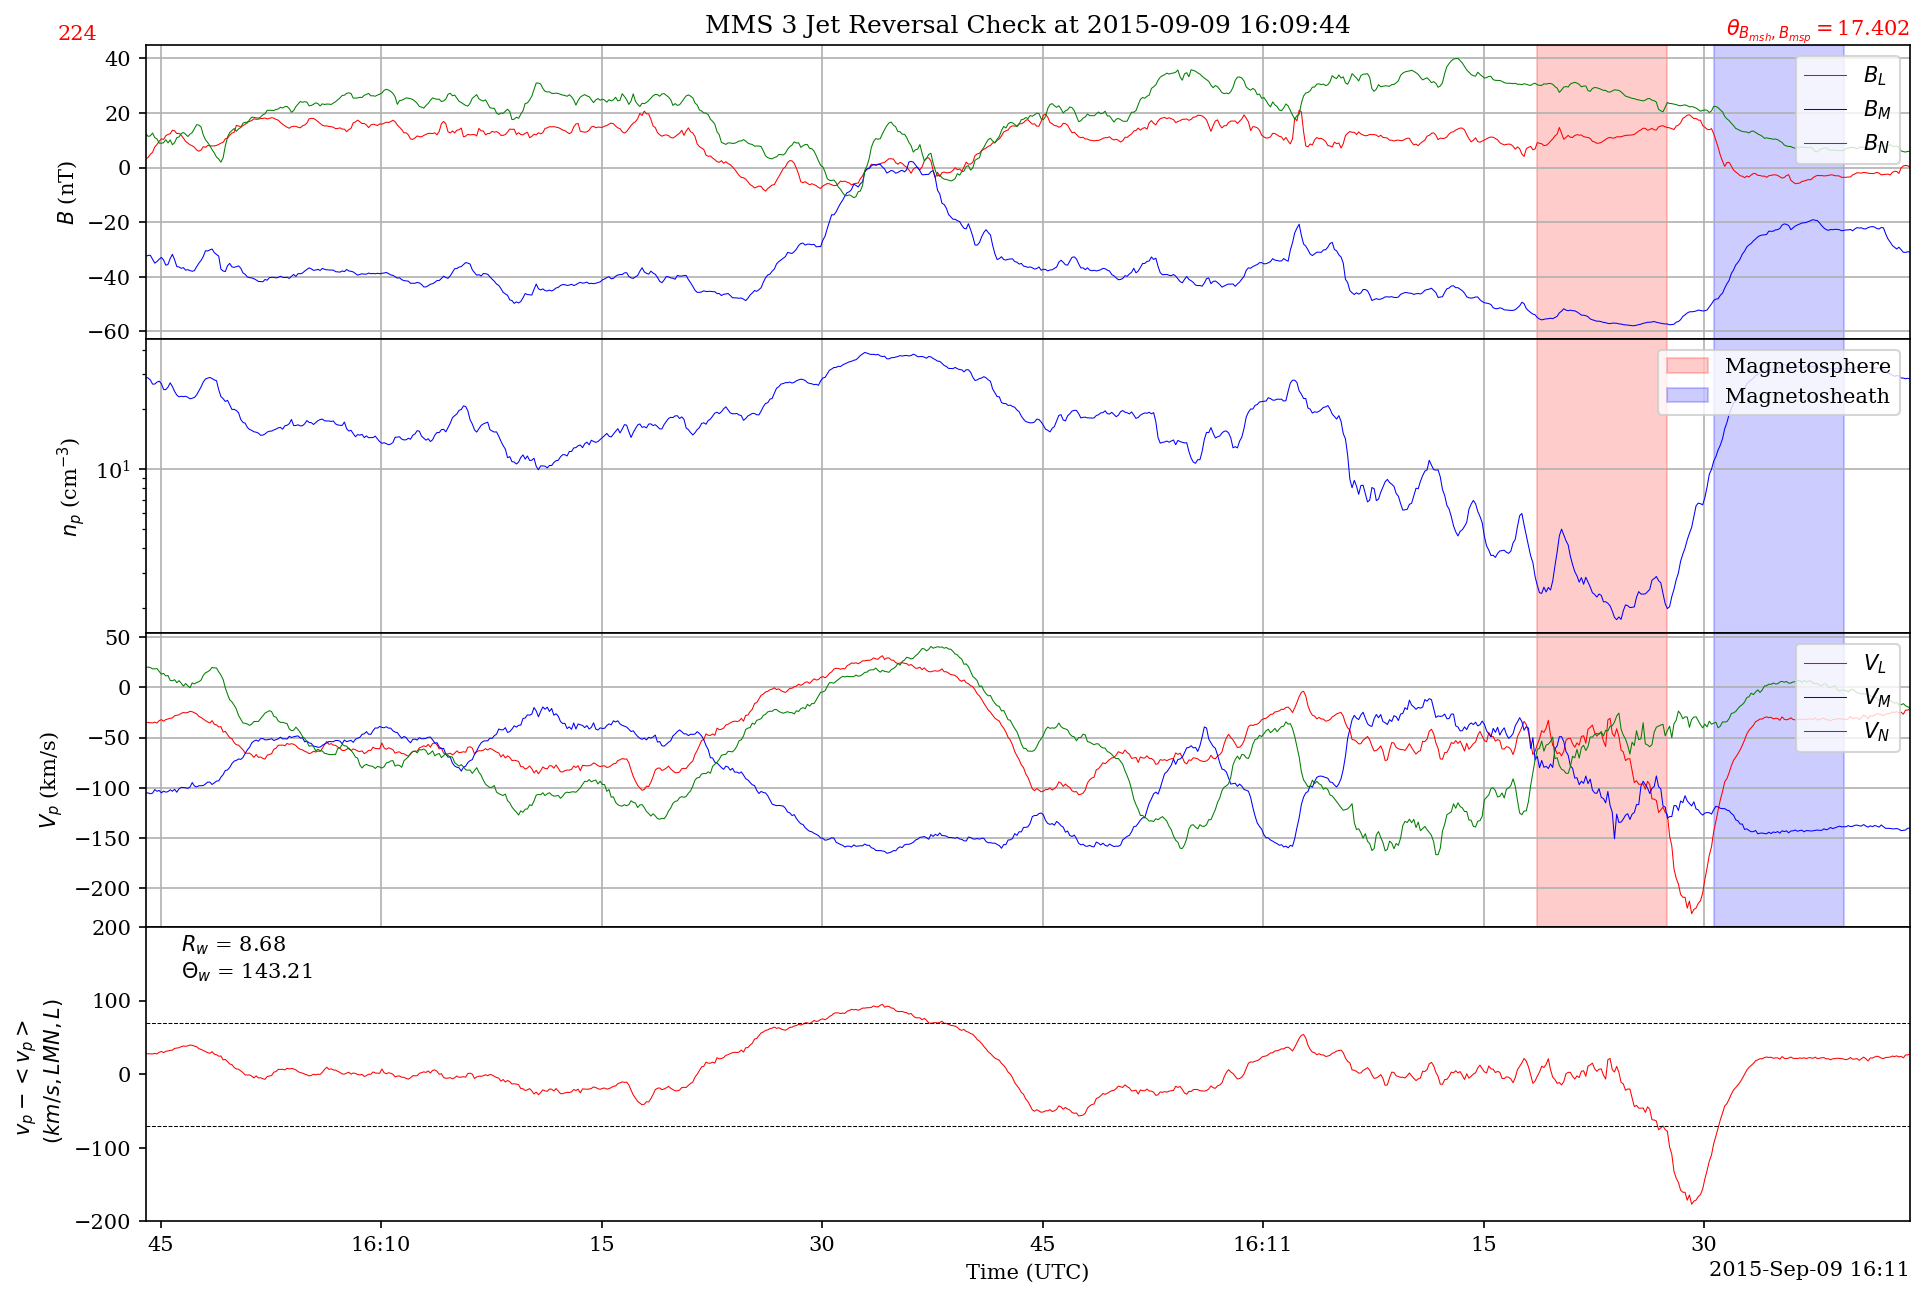 MMS 3 Jet Reversal Check at 2015-09-09 16:09:44
224
θ_{B_{msh}, B_{msp}} = 17.402
40
20
0
−20
−40
−60
B (nT)
B_L
B_M
B_N
10^1
n_p (cm^{−3})
Magnetosphere
Magnetosheath
50
0
−50
−100
−150
−200
V_p (km/s)
V_L
V_M
V_N
200
100
0
−100
−200
v_p − < v_p >
(km/s, LMN, L)
R_w = 8.68
Θ_w = 143.21
45 16:10 15 30 45 16:11 15 30
Time (UTC)
2015-Sep-09 16:11